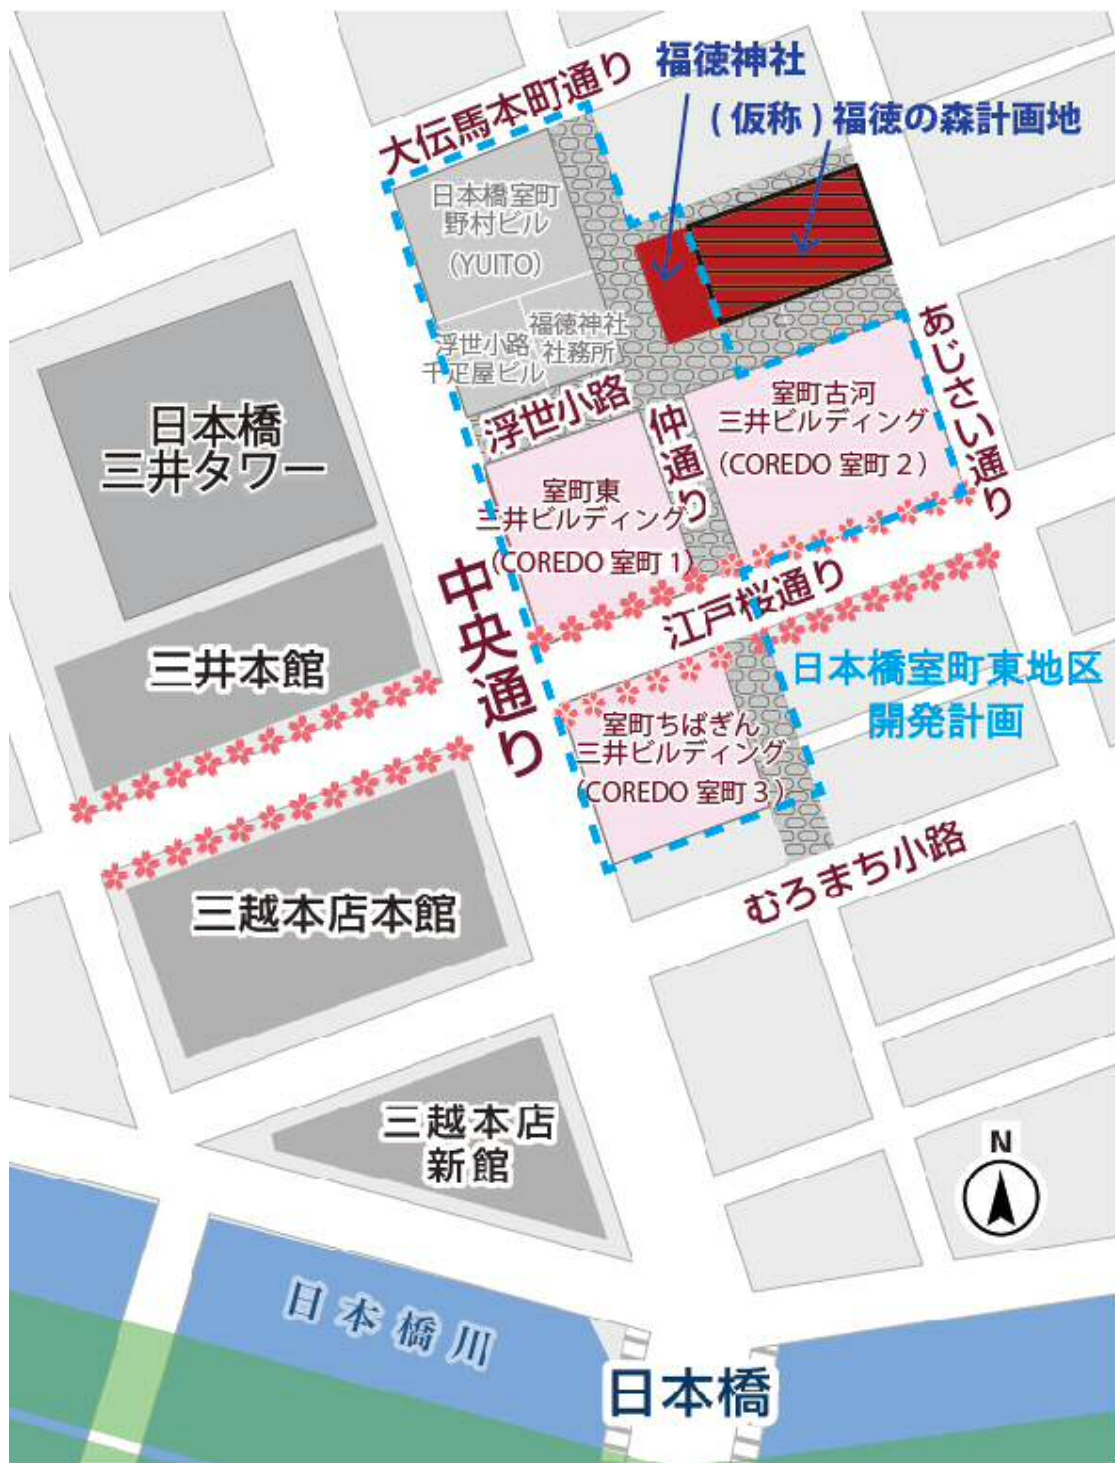 福徳神社
(仮称)福徳の森計画地
大伝馬本町通り
日本橋室町
野村ビル
(YUITO)
福徳神社
社務所
浮世小路
千疋屋ビル
浮世小路
仲通り
あじさい通り
室町古河
三井ビルディング
(COREDO 室町 2)
日本橋
三井タワー
室町東
三井ビルディング
(COREDO 室町 1)
中央通り
江戸桜通り
三井本館
日本橋室町東地区
開発計画
室町ちばぎん
三井ビルディング
(COREDO 室町 3)
むろまち小路
三越本店本館
三越本店
新館
N
日本橋川
日本橋